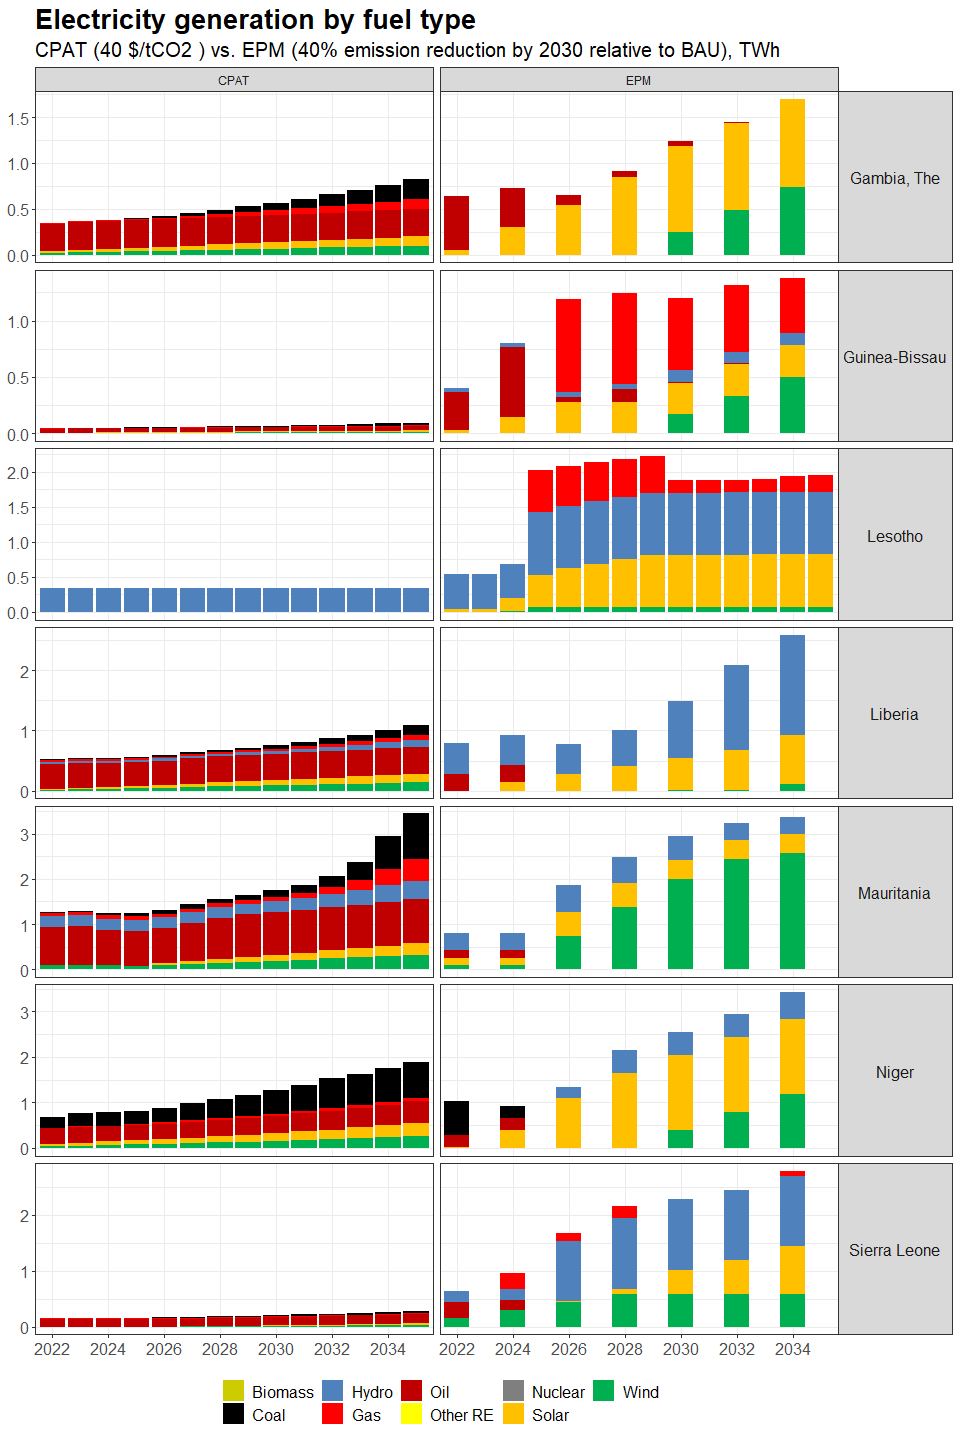 Electricity generation by fuel type
CPAT (40 $/tCO2 ) vs. EPM (40% emission reduction by 2030 relative to BAU), TWh
CPAT
EPM
1.5
1.0
0.5
0.0
Gambia, The
1.0
0.5
0.0
Guinea-Bissau
2.0
1.5
1.0
0.5
0.0
Lesotho
2
1
0
Liberia
3
2
1
0
Mauritania
3
2
1
0
Niger
2
1
0
Sierra Leone
2022 2024 2026 2028 2030 2032 2034
2022 2024 2026 2028 2030 2032 2034
Biomass Hydro Oil Nuclear Wind
Coal Gas Other RE Solar